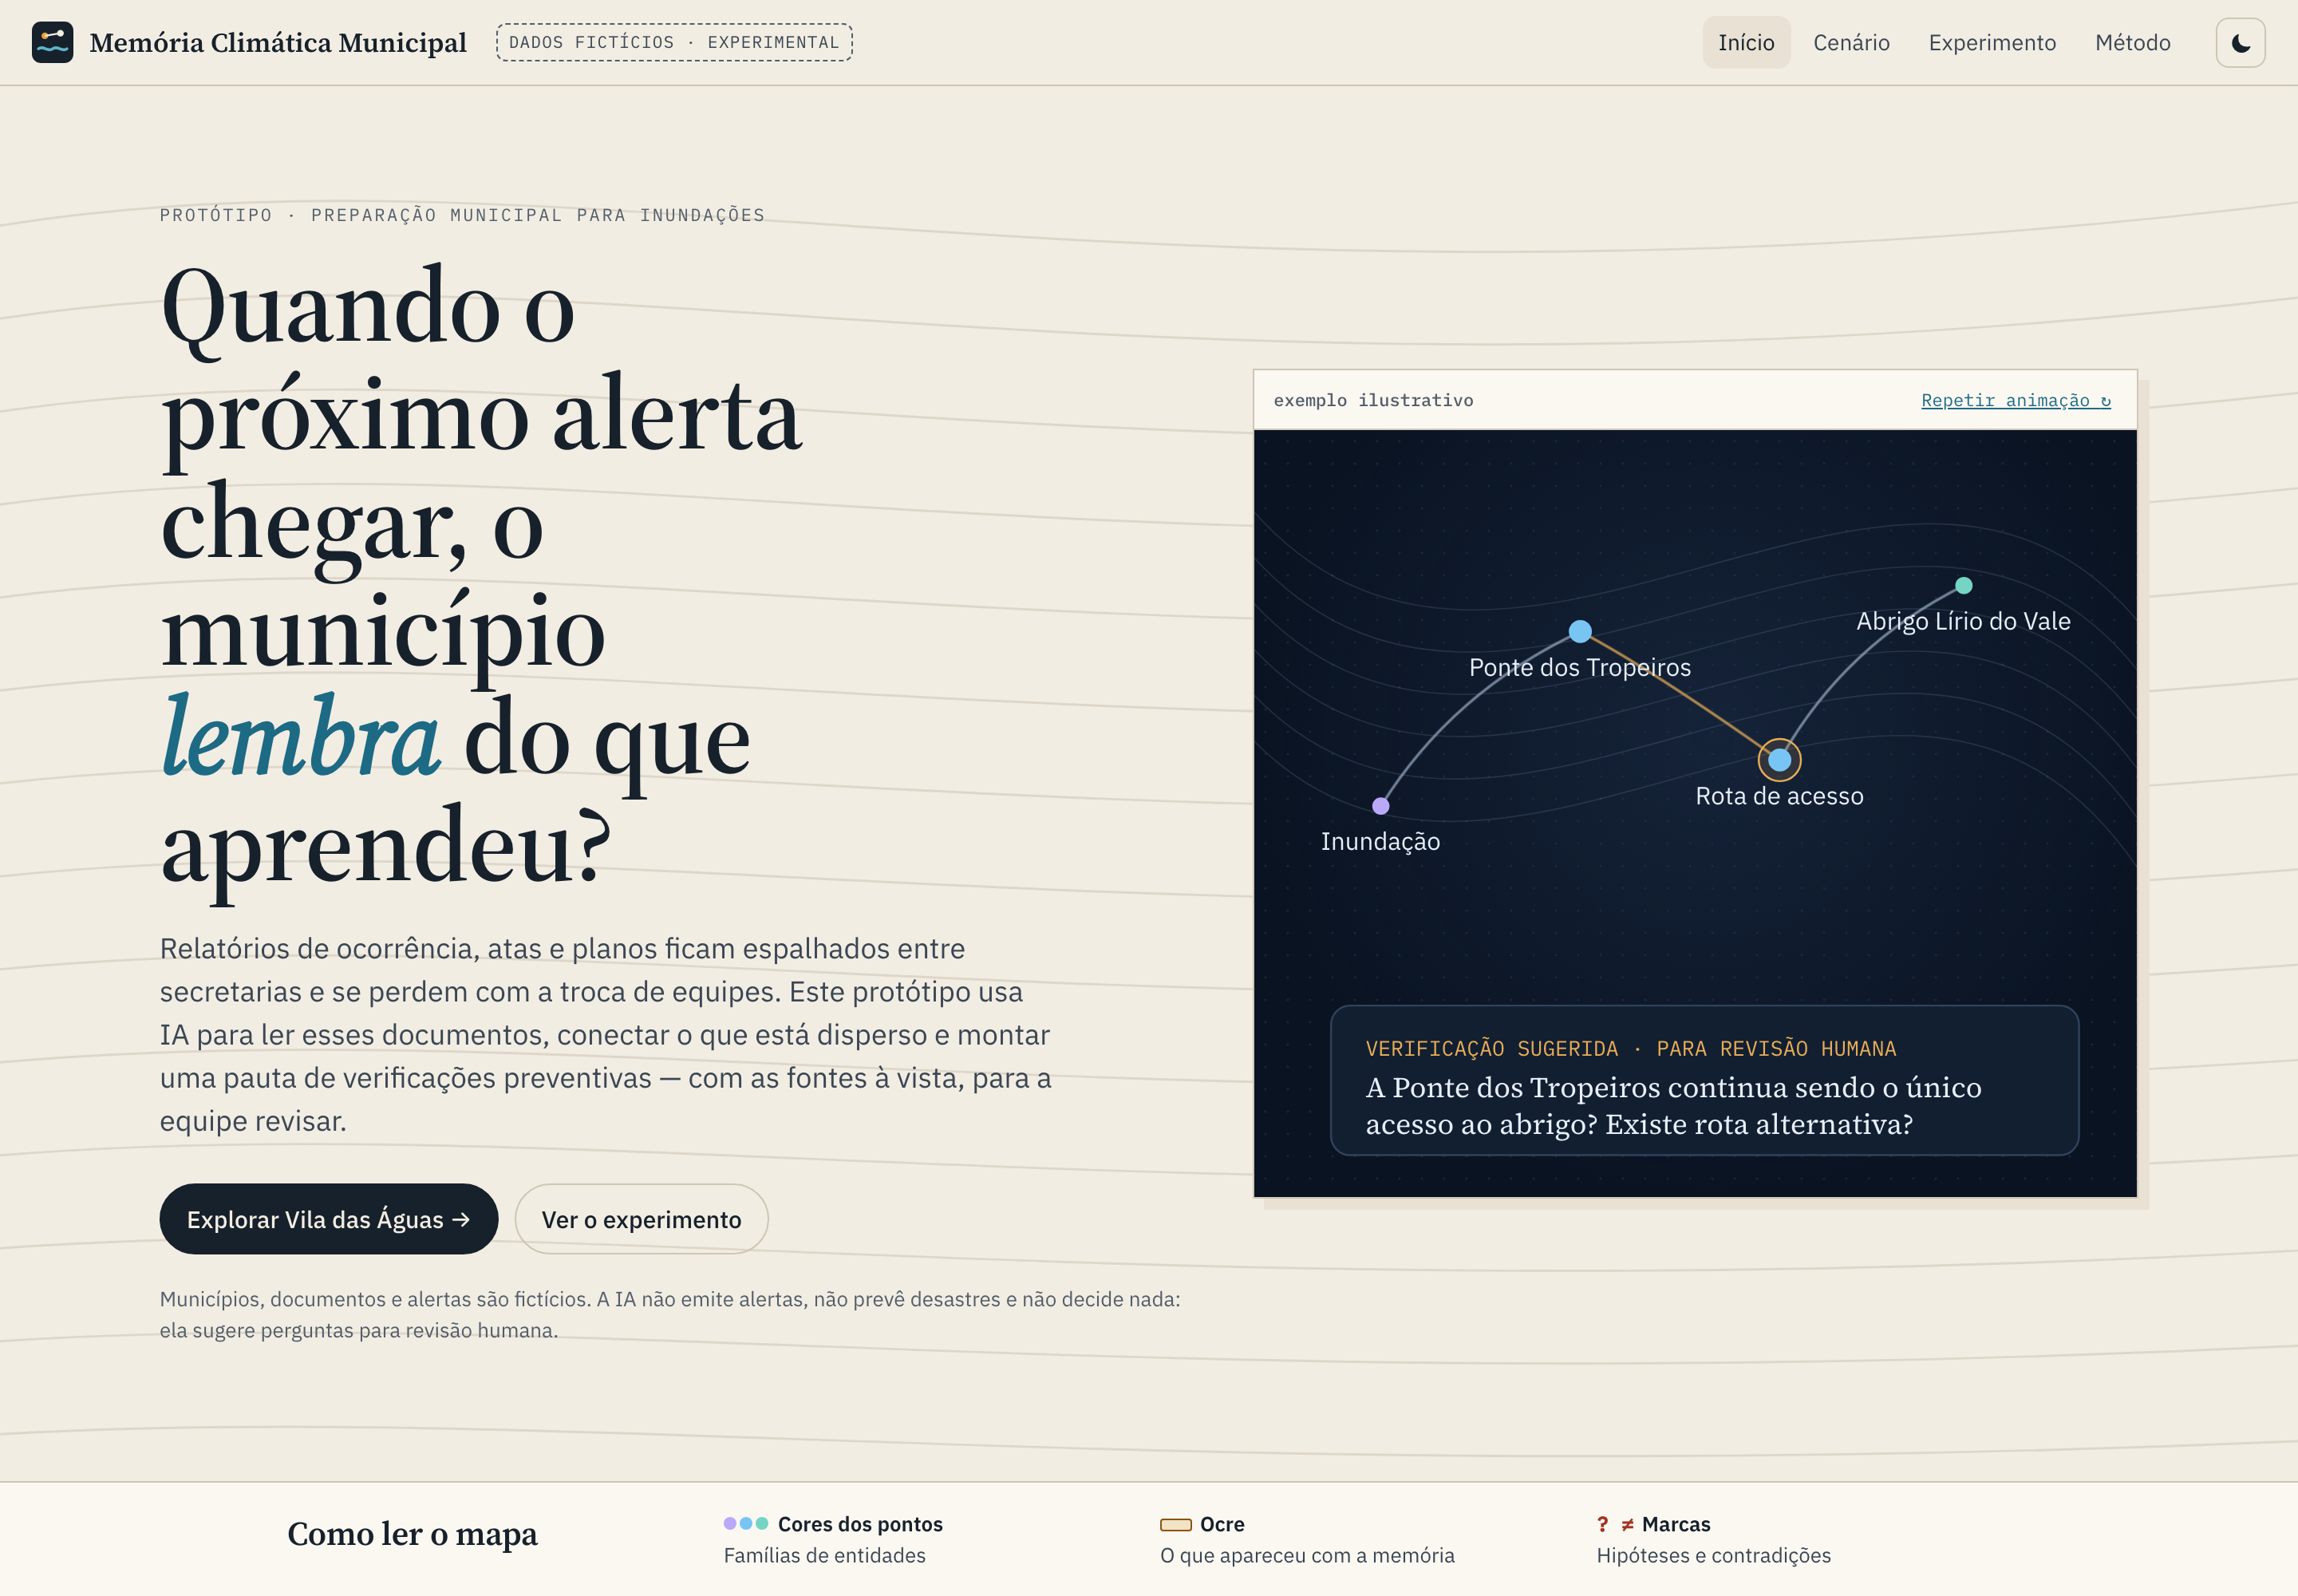 Memória Climática Municipal
DADOS FICTÍCIOS · EXPERIMENTAL
Início
Cenário
Experimento
Método
PROTÓTIPO · PREPARAÇÃO MUNICIPAL PARA INUNDAÇÕES
Quando o
próximo alerta
chegar, o
município
lembra do que
aprendeu?
Relatórios de ocorrência, atas e planos ficam espalhados entre
secretarias e se perdem com a troca de equipes. Este protótipo usa
IA para ler esses documentos, conectar o que está disperso e montar
uma pauta de verificações preventivas — com as fontes à vista, para a
equipe revisar.
Explorar Vila das Águas →
Ver o experimento
Municípios, documentos e alertas são fictícios. A IA não emite alertas, não prevê desastres e não decide nada:
ela sugere perguntas para revisão humana.
exemplo ilustrativo
Repetir animação ↻
Abrigo Lírio do Vale
Ponte dos Tropeiros
Rota de acesso
Inundação
VERIFICAÇÃO SUGERIDA · PARA REVISÃO HUMANA
A Ponte dos Tropeiros continua sendo o único
acesso ao abrigo? Existe rota alternativa?
Como ler o mapa
Cores dos pontos
Famílias de entidades
Ocre
O que apareceu com a memória
? ≠ Marcas
Hipóteses e contradições